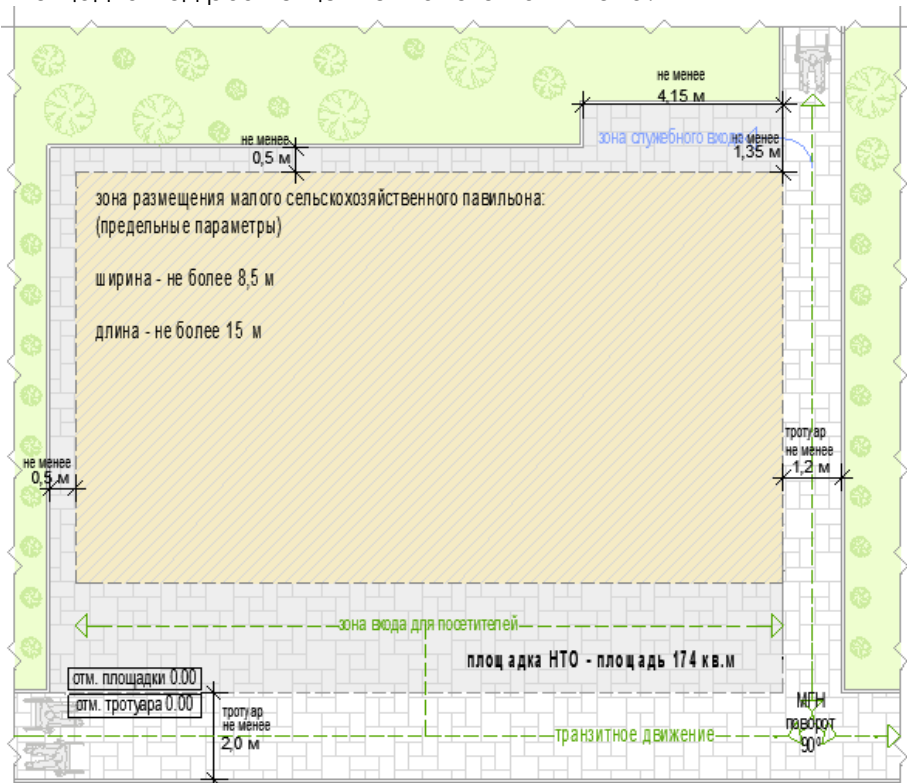 не менее
4,15 м
зона служебного входа
не менее
1,35 м
не менее
0,5 м
зона размещения малого сельскохозяйственного павильона:
(предельные параметры)
ширина - не более 8,5 м
длина - не более 15 м
тротуар
не менее
1,2 м
не менее
0,5 м
зона входа для посетителей
площадка НТО - площадь 174 кв.м
отм. площадки 0.00
отм. тротуара 0.00
тротуар
не менее
2,0 м
МГН
поворот
90°
транзитное движение